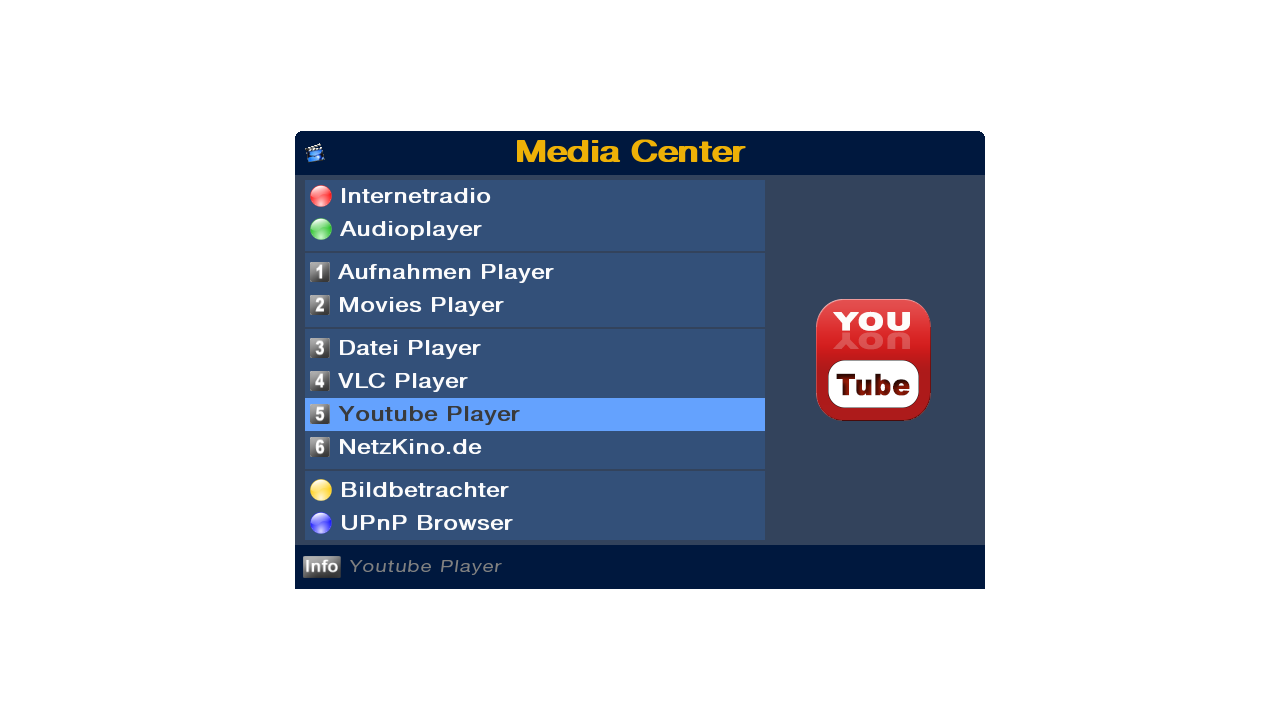 Media Center
Internetradio
Audioplayer
1 Aufnahmen Player
2 Movies Player
3 Datei Player
4 VLC Player
5 Youtube Player
6 NetzKino.de
Bildbetrachter
UPnP Browser
YOU
Tube
Info Youtube Player